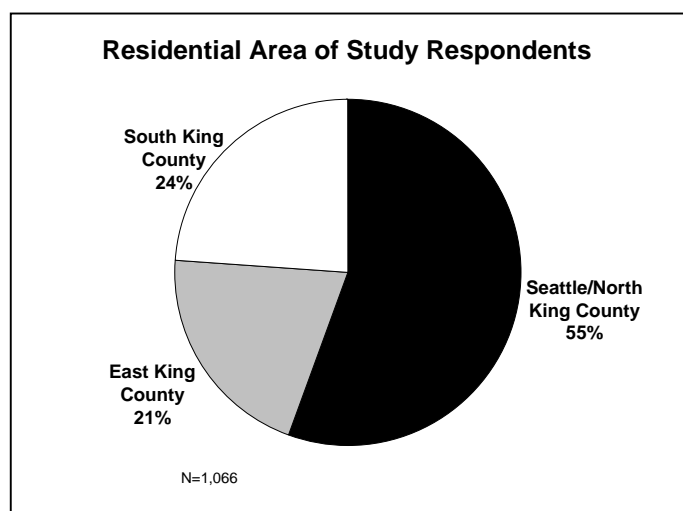 Residential Area of Study Respondents
South King
County
24%
Seattle/North
King County
55%
East King
County
21%
N=1,066